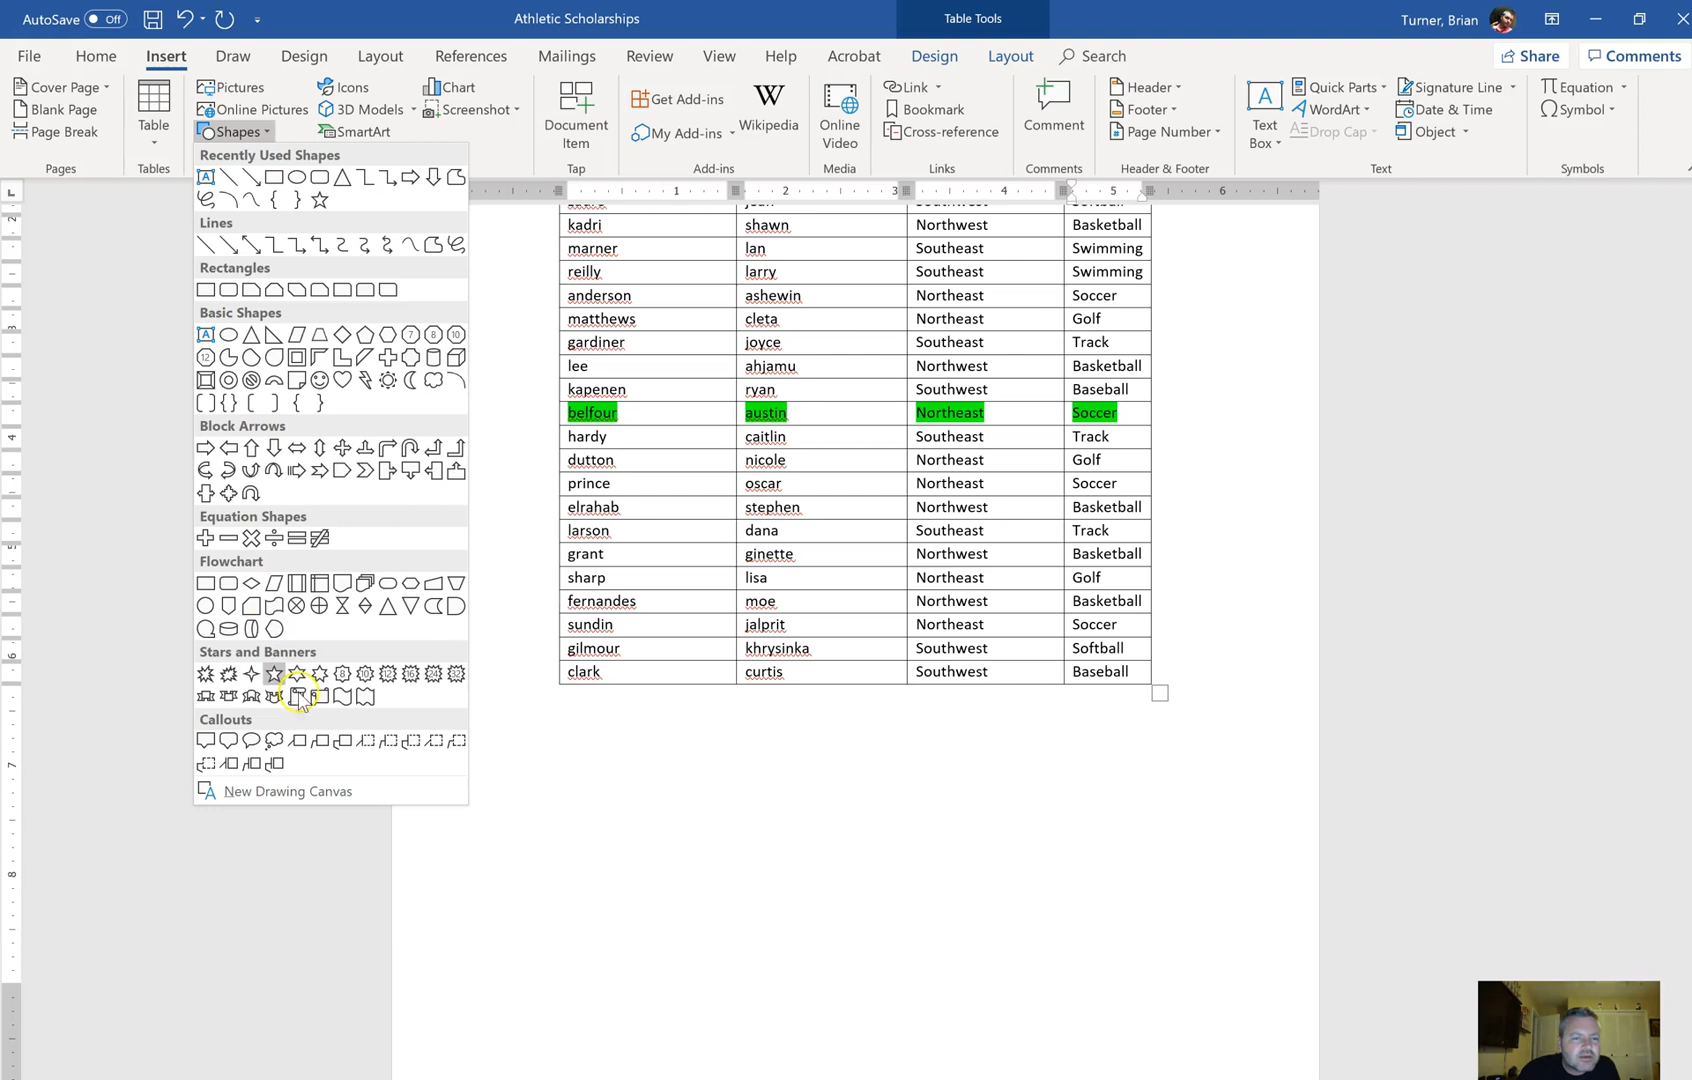 AutoSave Off
Athletic Scholarships
Table Tools
Turner, Brian
File Home Insert Draw Design Layout References Mailings Review View Help Acrobat Design Layout Search
Share Comments
Cover Page
Blank Page
Page Break
Pages
Table
Tables
Pictures
Online Pictures
Shapes
Icons
3D Models
SmartArt
Chart
Screenshot
Document Item
Tap
Get Add-ins
My Add-ins
Wikipedia
Add-ins
Online Video
Media
Link
Bookmark
Cross-reference
Links
Comment
Comments
Header
Footer
Page Number
Header & Footer
Text Box
Quick Parts
WordArt
Drop Cap
Signature Line
Date & Time
Object
Text
Equation
Symbol
Symbols
Recently Used Shapes
Lines
Rectangles
Basic Shapes
Block Arrows
Equation Shapes
Flowchart
Stars and Banners
Callouts
New Drawing Canvas
1 2 3 4 5 6
kadri shawn Northwest Basketball
marner lan Southeast Swimming
reilly larry Southeast Swimming
anderson ashewin Northeast Soccer
matthews cleta Northeast Golf
gardiner joyce Southeast Track
lee ahjamu Northwest Basketball
kapenen ryan Southwest Baseball
belfour austin Northeast Soccer
hardy caitlin Southeast Track
dutton nicole Northeast Golf
prince oscar Northeast Soccer
elrahab stephen Northwest Basketball
larson dana Southeast Track
grant ginette Northwest Basketball
sharp lisa Northeast Golf
fernandes moe Northwest Basketball
sundin jalprit Northeast Soccer
gilmour khrysinka Southwest Softball
clark curtis Southwest Baseball